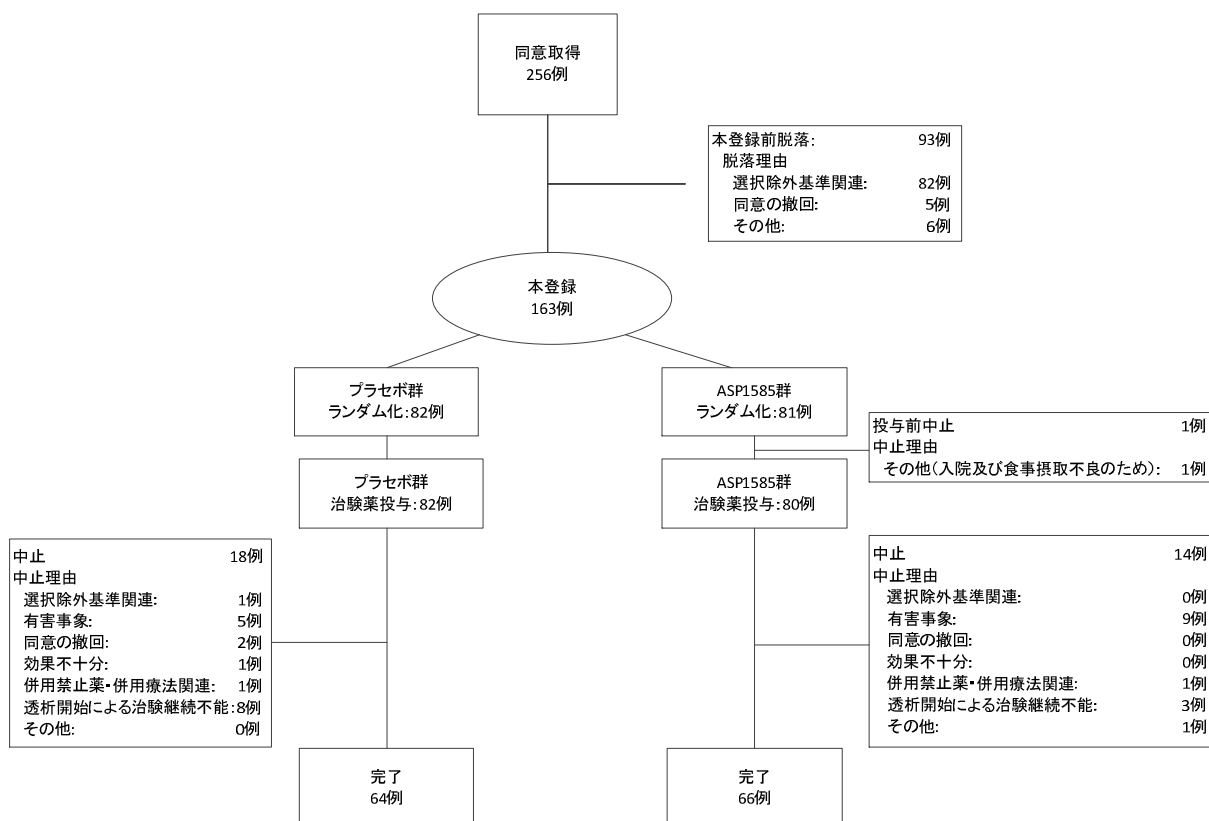 同意取得
256例
本登録前脱落: 93例
脱落理由
選択除外基準関連: 82例
同意の撤回: 5例
その他: 6例
本登録
163例
プラセボ群
ランダム化:82例
ASP1585群
ランダム化:81例
投与前中止 1例
中止理由
その他(入院及び食事摂取不良のため): 1例
プラセボ群
治験薬投与:82例
ASP1585群
治験薬投与:80例
中止 18例
中止理由
選択除外基準関連: 1例
有害事象: 5例
同意の撤回: 2例
効果不十分: 1例
併用禁止薬・併用療法関連: 1例
透析開始による治験継続不能:8例
その他: 0例
中止 14例
中止理由
選択除外基準関連: 0例
有害事象: 9例
同意の撤回: 0例
効果不十分: 0例
併用禁止薬・併用療法関連: 1例
透析開始による治験継続不能: 3例
その他: 1例
完了
64例
完了
66例